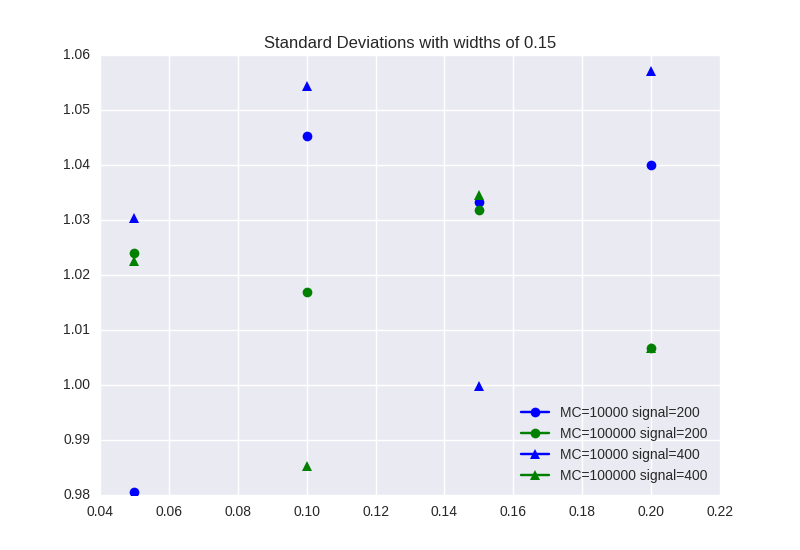 Standard Deviations with widths of 0.15
1.06
1.05
1.04
1.03
1.02
1.01
1.00
0.99
0.98
MC=10000 signal=200
MC=100000 signal=200
MC=10000 signal=400
MC=100000 signal=400
0.04 0.06 0.08 0.10 0.12 0.14 0.16 0.18 0.20 0.22